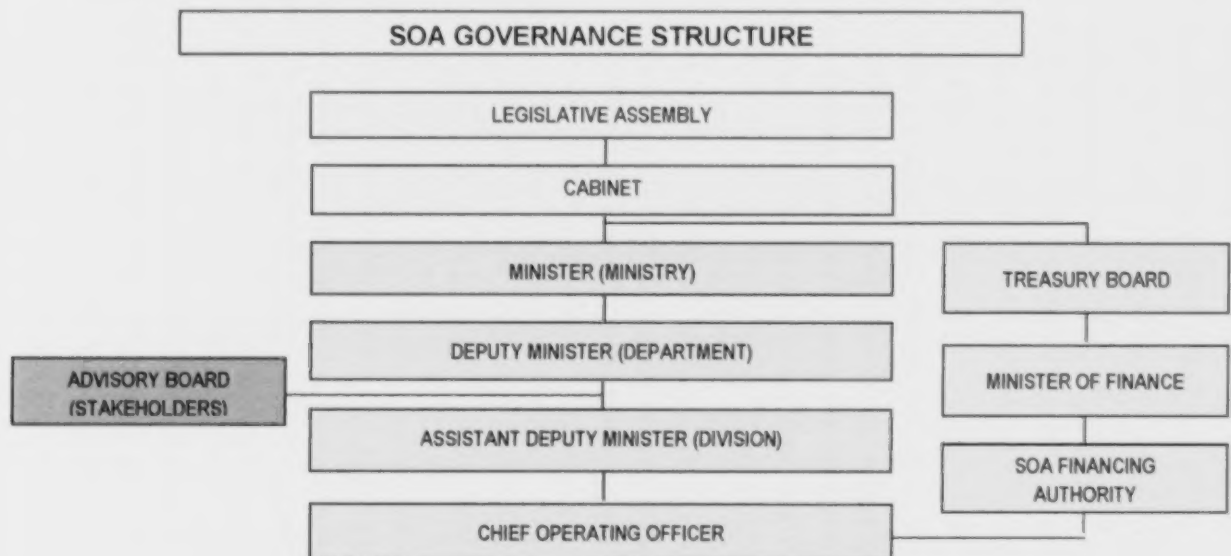 SOA GOVERNANCE STRUCTURE
LEGISLATIVE ASSEMBLY
CABINET
MINISTER (MINISTRY)
TREASURY BOARD
DEPUTY MINISTER (DEPARTMENT)
ADVISORY BOARD
(STAKEHOLDERS)
MINISTER OF FINANCE
ASSISTANT DEPUTY MINISTER (DIVISION)
SOA FINANCING
AUTHORITY
CHIEF OPERATING OFFICER